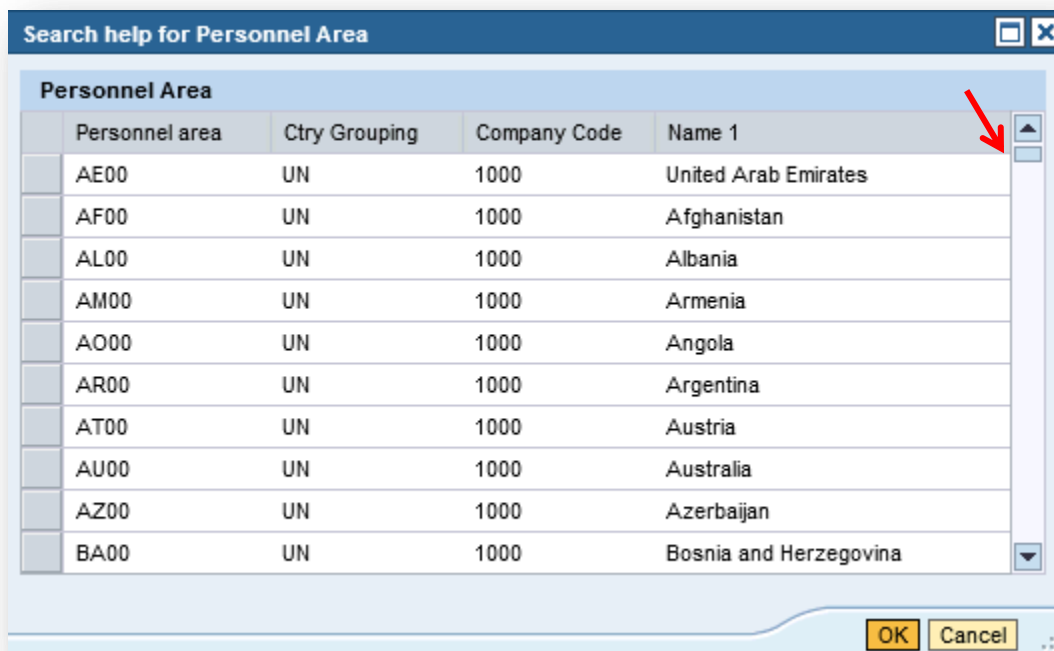 Search help for Personnel Area
Personnel Area
Personnel area Ctry Grouping Company Code Name 1
AE00 UN 1000 United Arab Emirates
AF00 UN 1000 Afghanistan
AL00 UN 1000 Albania
AM00 UN 1000 Armenia
AO00 UN 1000 Angola
AR00 UN 1000 Argentina
AT00 UN 1000 Austria
AU00 UN 1000 Australia
AZ00 UN 1000 Azerbaijan
BA00 UN 1000 Bosnia and Herzegovina
OK Cancel